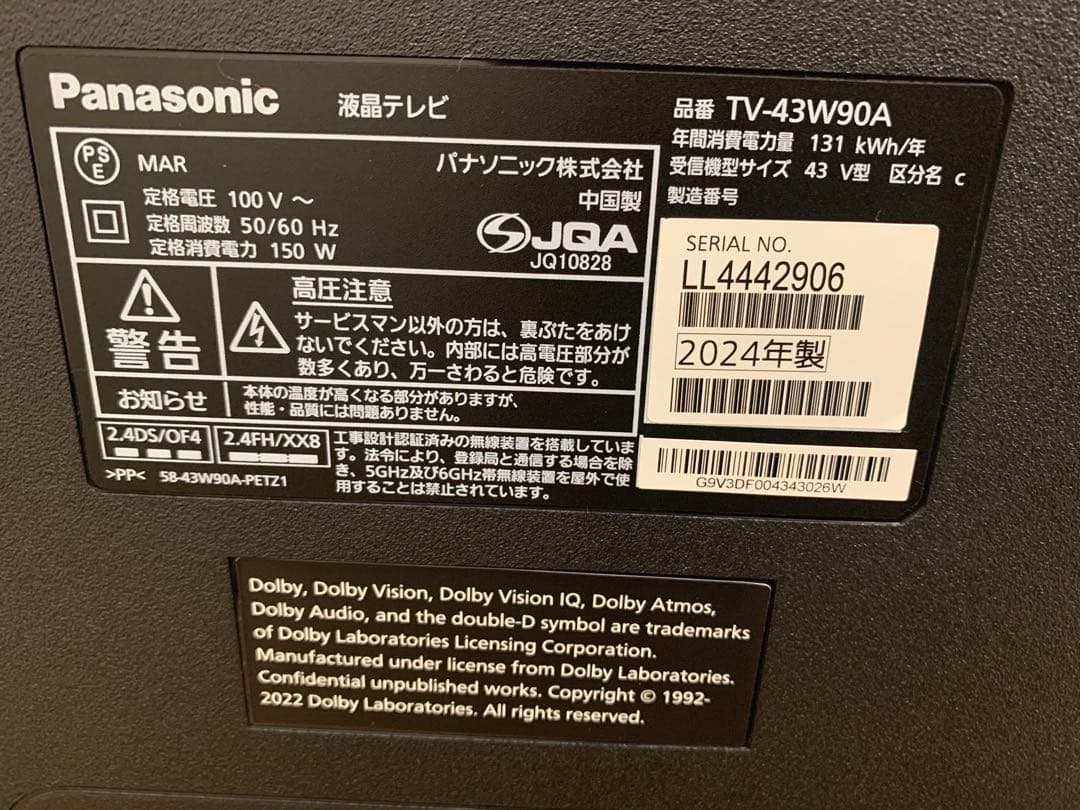 Panasonic 液晶テレビ
品番 TV-43W90A
年間消費電力量 131 kWh/年
受信機型サイズ 43 V型 区分名 C
製造番号
PS
E
MAR
パナソニック株式会社
中国製
定格電圧 100 V ～
定格周波数 50/60 Hz
定格消費電力 150 W
JQA
JQ10828
SERIAL NO.
LL4442906
2024年製
G9V3DF004343026W
警告
高圧注意
サービスマン以外の方は、裏ぶたをあけ
ないでください。内部には高電圧部分が
数多くあり、万一さわると危険です。
お知らせ
本体の温度が高くなる部分がありますが、
性能・品質には問題ありません。
2.4DS/OF4 2.4FH/XX8
工事設計認証済みの無線装置を搭載していま
す。法令により、登録局と通信する場合を除
き、5GHz及び6GHz帯無線装置を屋外で使
用することは禁止されています。
>PP< 58-43W90A-PETZ1
Dolby, Dolby Vision, Dolby Vision IQ, Dolby Atmos,
Dolby Audio, and the double-D symbol are trademarks
of Dolby Laboratories Licensing Corporation.
Manufactured under license from Dolby Laboratories.
Confidential unpublished works. Copyright © 1992-
2022 Dolby Laboratories. All rights reserved.